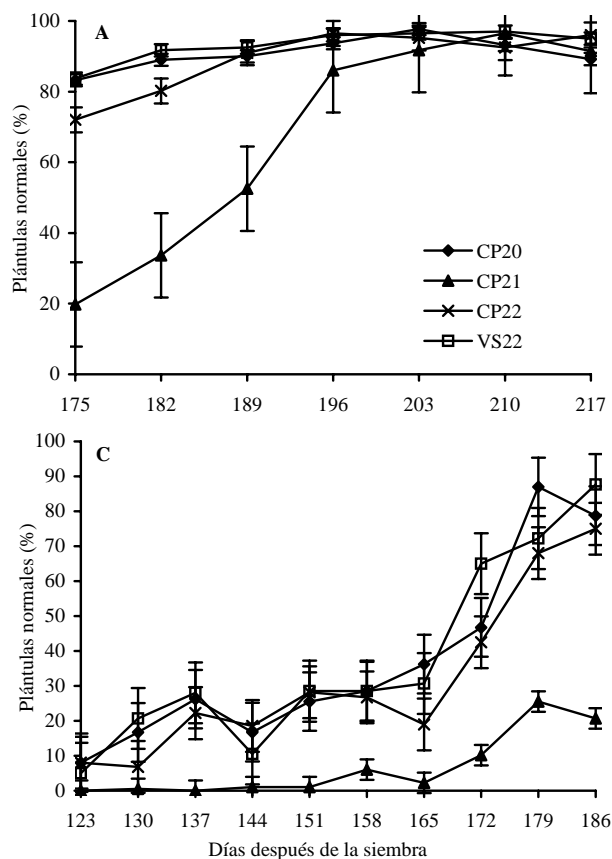 A
Plántulas normales (%)
100
80
60
40
20
0
CP20
CP21
CP22
VS22
175 182 189 196 203 210 217
C
Plántulas normales (%)
100
90
80
70
60
50
40
30
20
10
0
123 130 137 144 151 158 165 172 179 186
Días después de la siembra